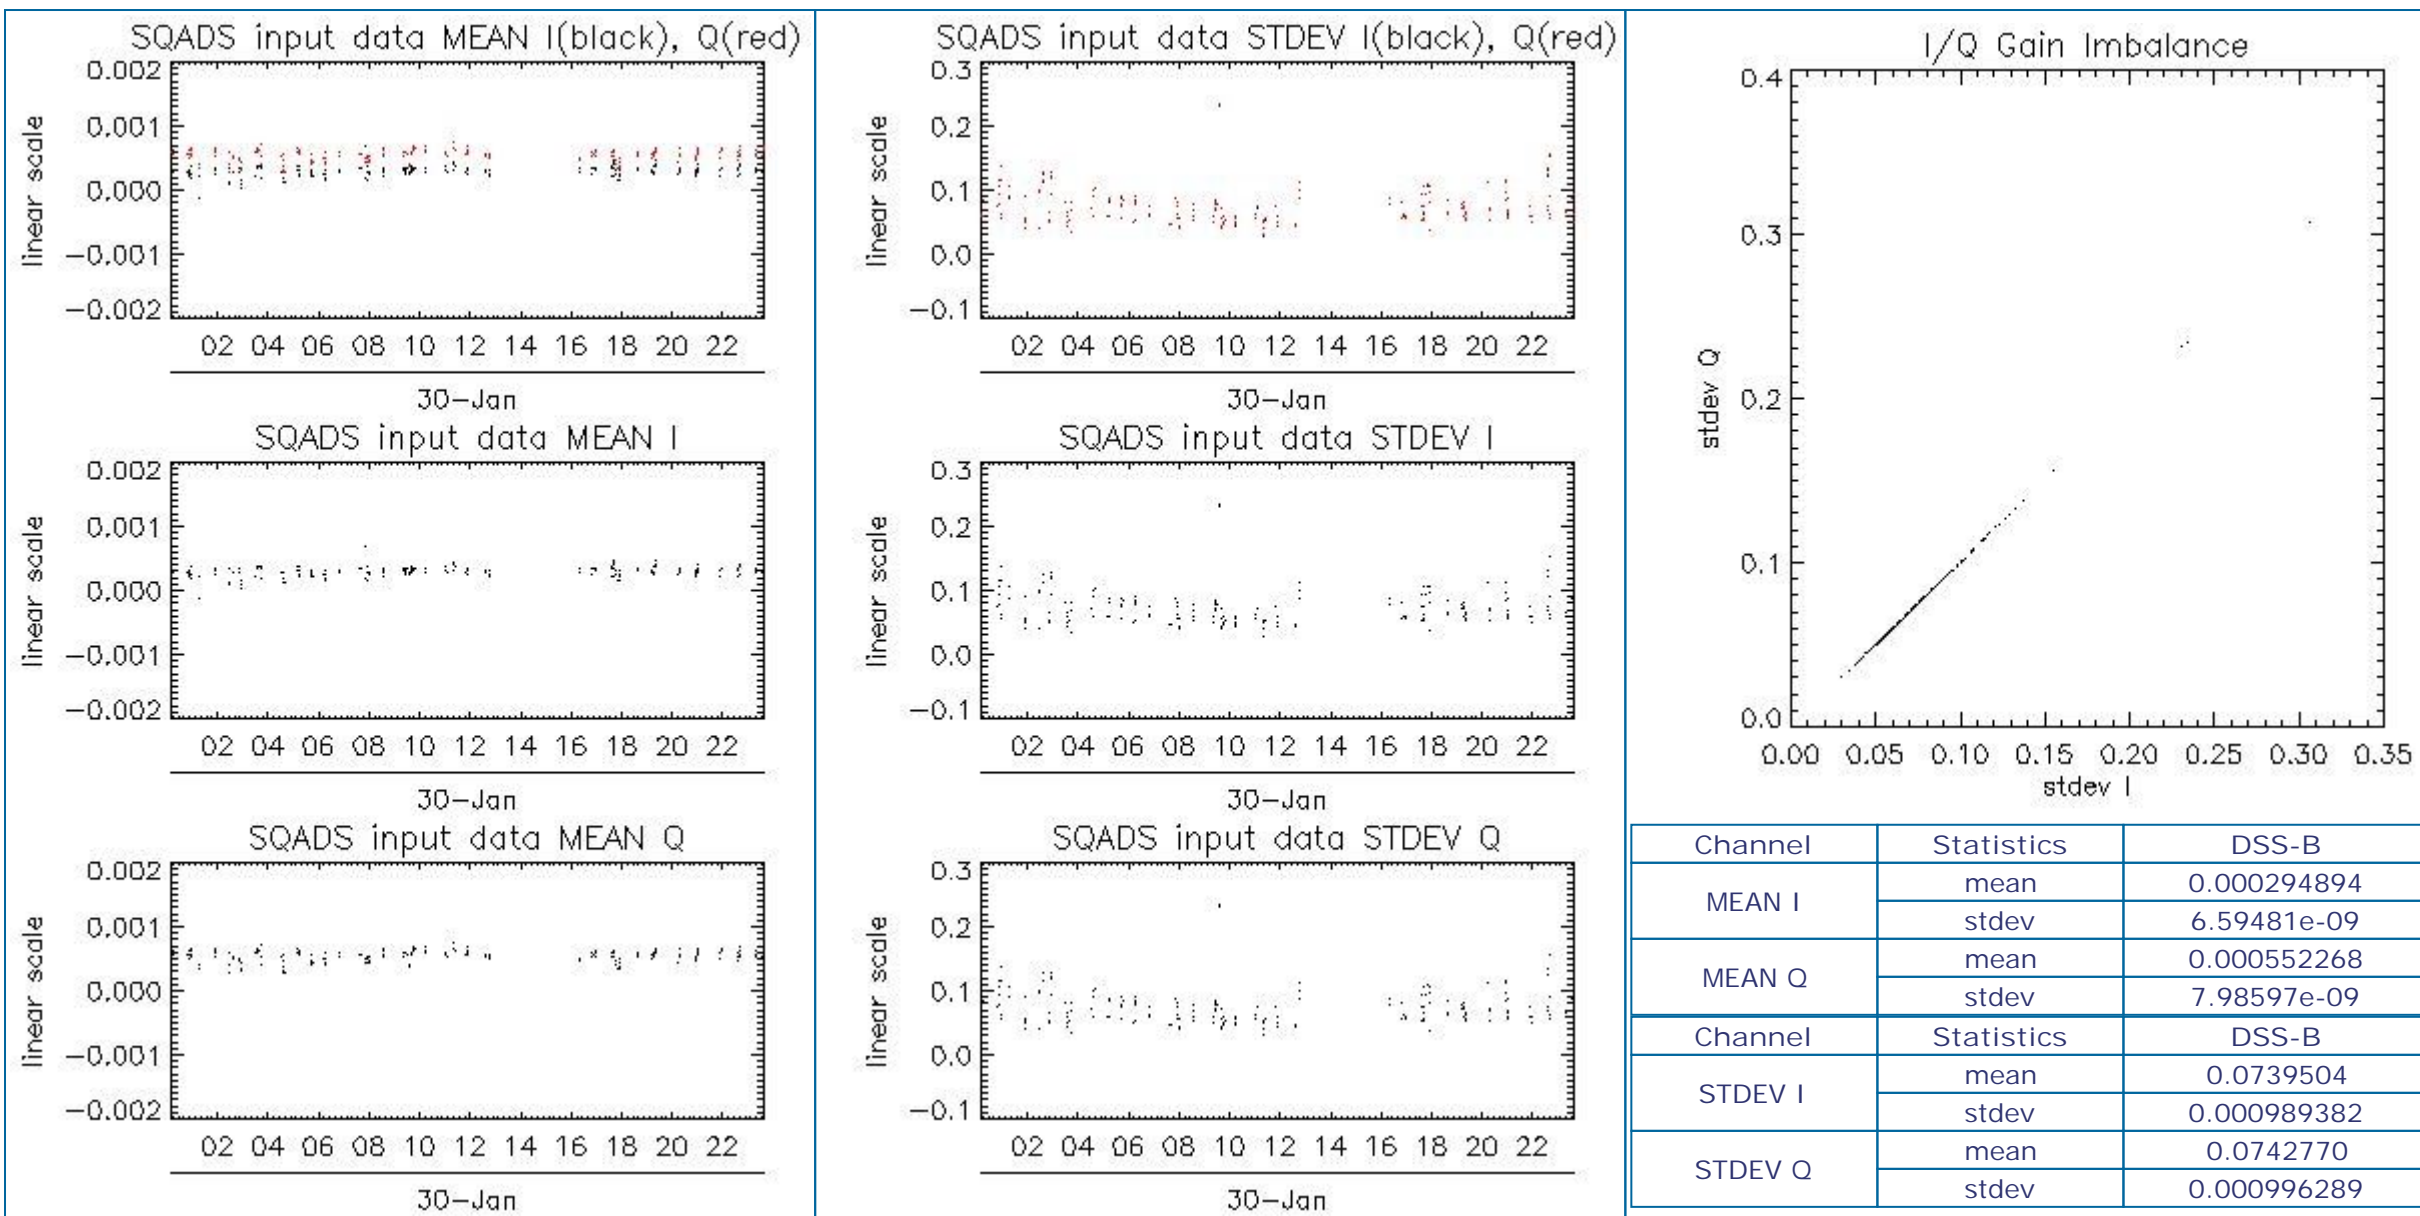 SQADS input data MEAN I(black), Q(red)
linear scale
0.002
0.001
0.000
−0.001
−0.002
02 04 06 08 10 12 14 16 18 20 22
30−Jan
SQADS input data MEAN I
linear scale
0.002
0.001
0.000
−0.001
−0.002
02 04 06 08 10 12 14 16 18 20 22
30−Jan
SQADS input data MEAN Q
linear scale
0.002
0.001
0.000
−0.001
−0.002
02 04 06 08 10 12 14 16 18 20 22
30−Jan
SQADS input data STDEV I(black), Q(red)
linear scale
0.3
0.2
0.1
0.0
−0.1
02 04 06 08 10 12 14 16 18 20 22
30−Jan
SQADS input data STDEV I
linear scale
0.3
0.2
0.1
0.0
−0.1
02 04 06 08 10 12 14 16 18 20 22
30−Jan
SQADS input data STDEV Q
linear scale
0.3
0.2
0.1
0.0
−0.1
02 04 06 08 10 12 14 16 18 20 22
30−Jan
I/Q Gain Imbalance
stdev Q
0.4
0.3
0.2
0.1
0.0
0.00 0.05 0.10 0.15 0.20 0.25 0.30 0.35
stdev I
Channel Statistics DSS-B
MEAN I
mean 0.000294894
stdev 6.59481e-09
MEAN Q
mean 0.000552268
stdev 7.98597e-09
Channel Statistics DSS-B
STDEV I
mean 0.0739504
stdev 0.000989382
STDEV Q
mean 0.0742770
stdev 0.000996289